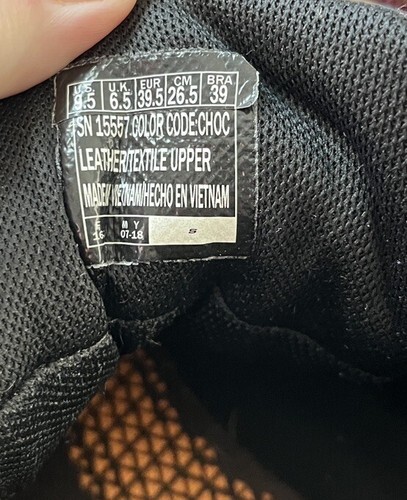 U.S. U.K. EUR CM BRA
9.5 6.5 39.5 26.5 39
SN 15557 COLOR CODE:CHOC
LEATHER/TEXTILE UPPER
MADE VIETNAM/HECHO EN VIETNAM
M Y
07-18 S